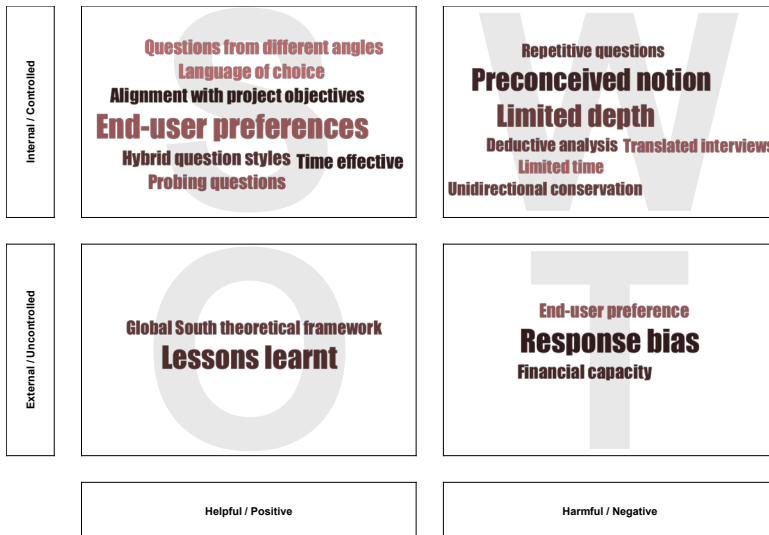 Internal / Controlled
S
Questions from different angles
Language of choice
Alignment with project objectives
End-user preferences
Hybrid question styles Time effective
Probing questions
W
Repetitive questions
Preconceived notion
Limited depth
Deductive analysis Translated interviews
Limited time
Unidirectional conservation
External / Uncontrolled
O
Global South theoretical framework
Lessons learnt
T
End-user preference
Response bias
Financial capacity
Helpful / Positive
Harmful / Negative